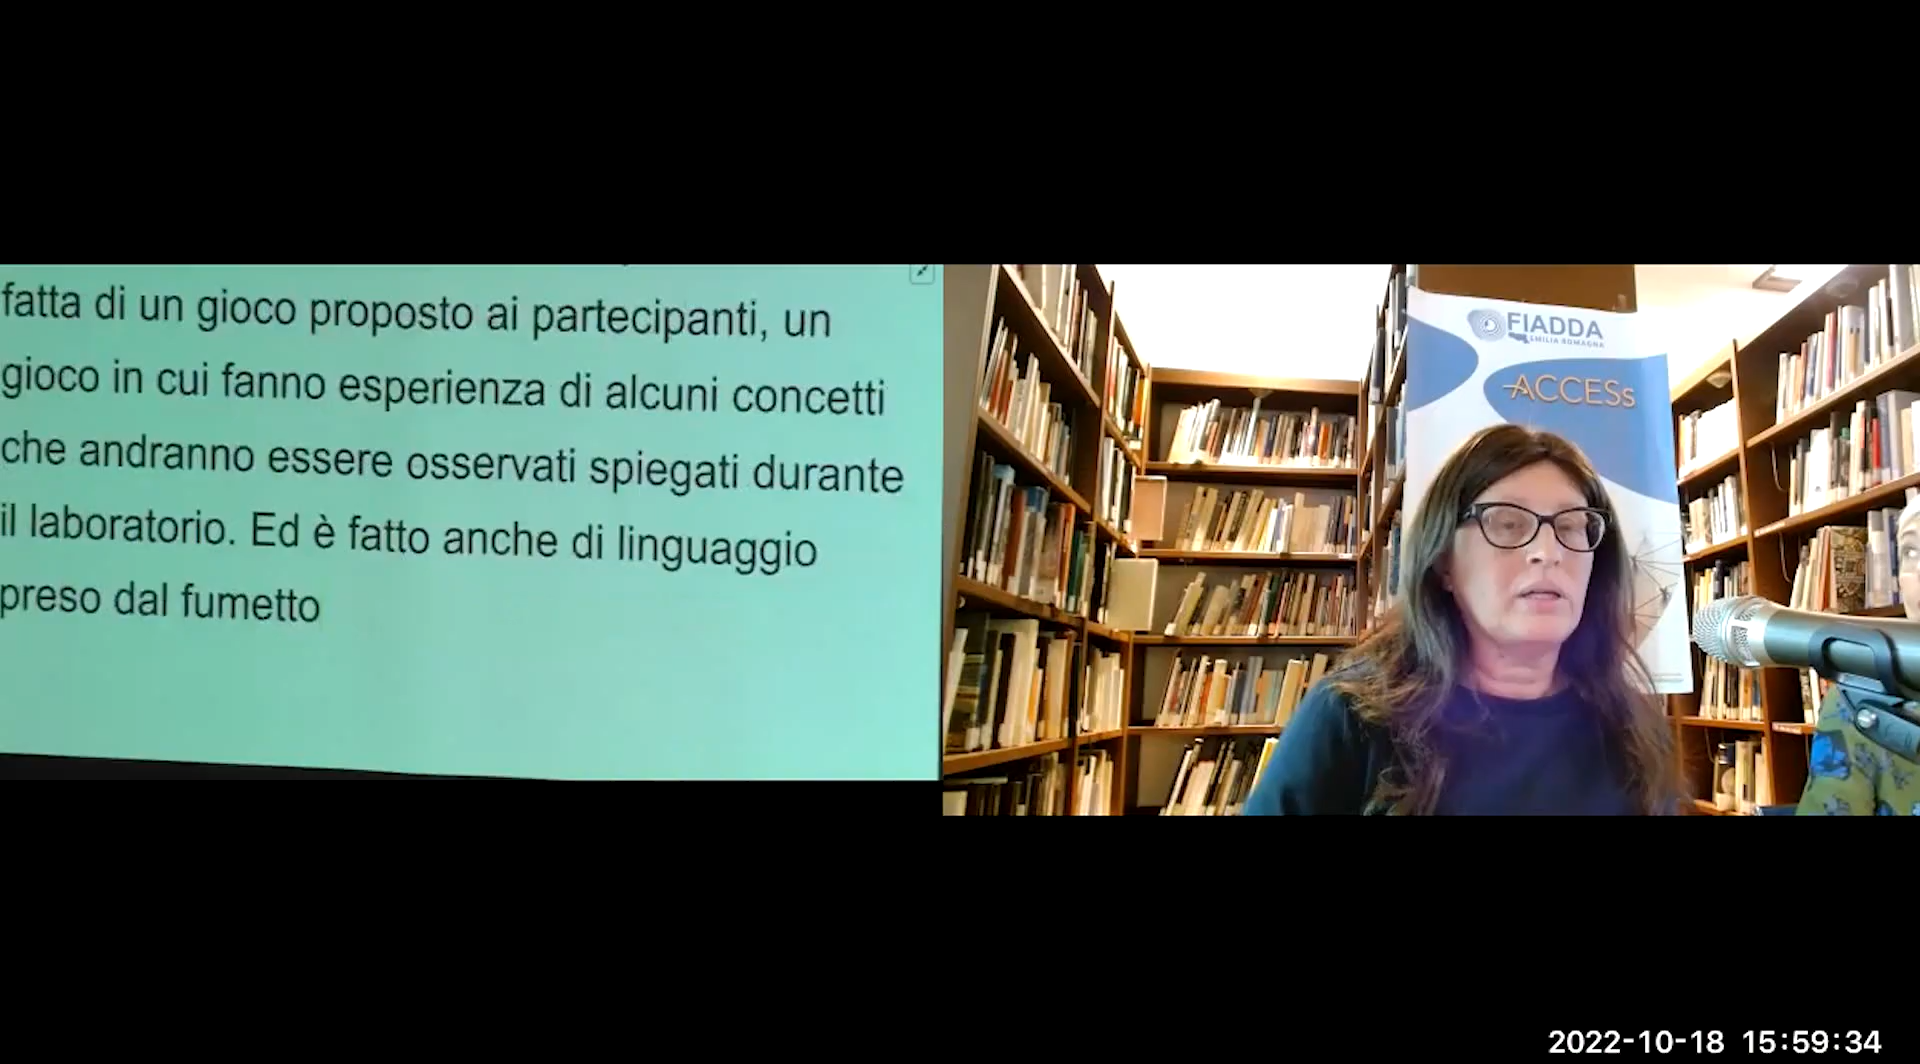 fatta di un gioco proposto ai partecipanti, un
gioco in cui fanno esperienza di alcuni concetti
che andranno essere osservati spiegati durante
il laboratorio. Ed è fatto anche di linguaggio
preso dal fumetto
FIADDA
EMILIA ROMAGNA
ACCESs
2022-10-18 15:59:34